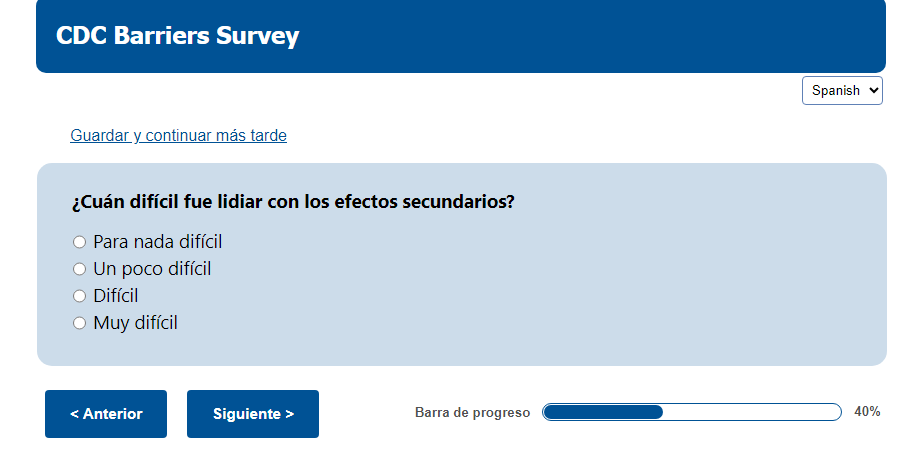 CDC Barriers Survey
Spanish
Guardar y continuar más tarde
¿Cuán difícil fue lidiar con los efectos secundarios?
Para nada difícil
Un poco difícil
Difícil
Muy difícil
< Anterior
Siguiente >
Barra de progreso
40%